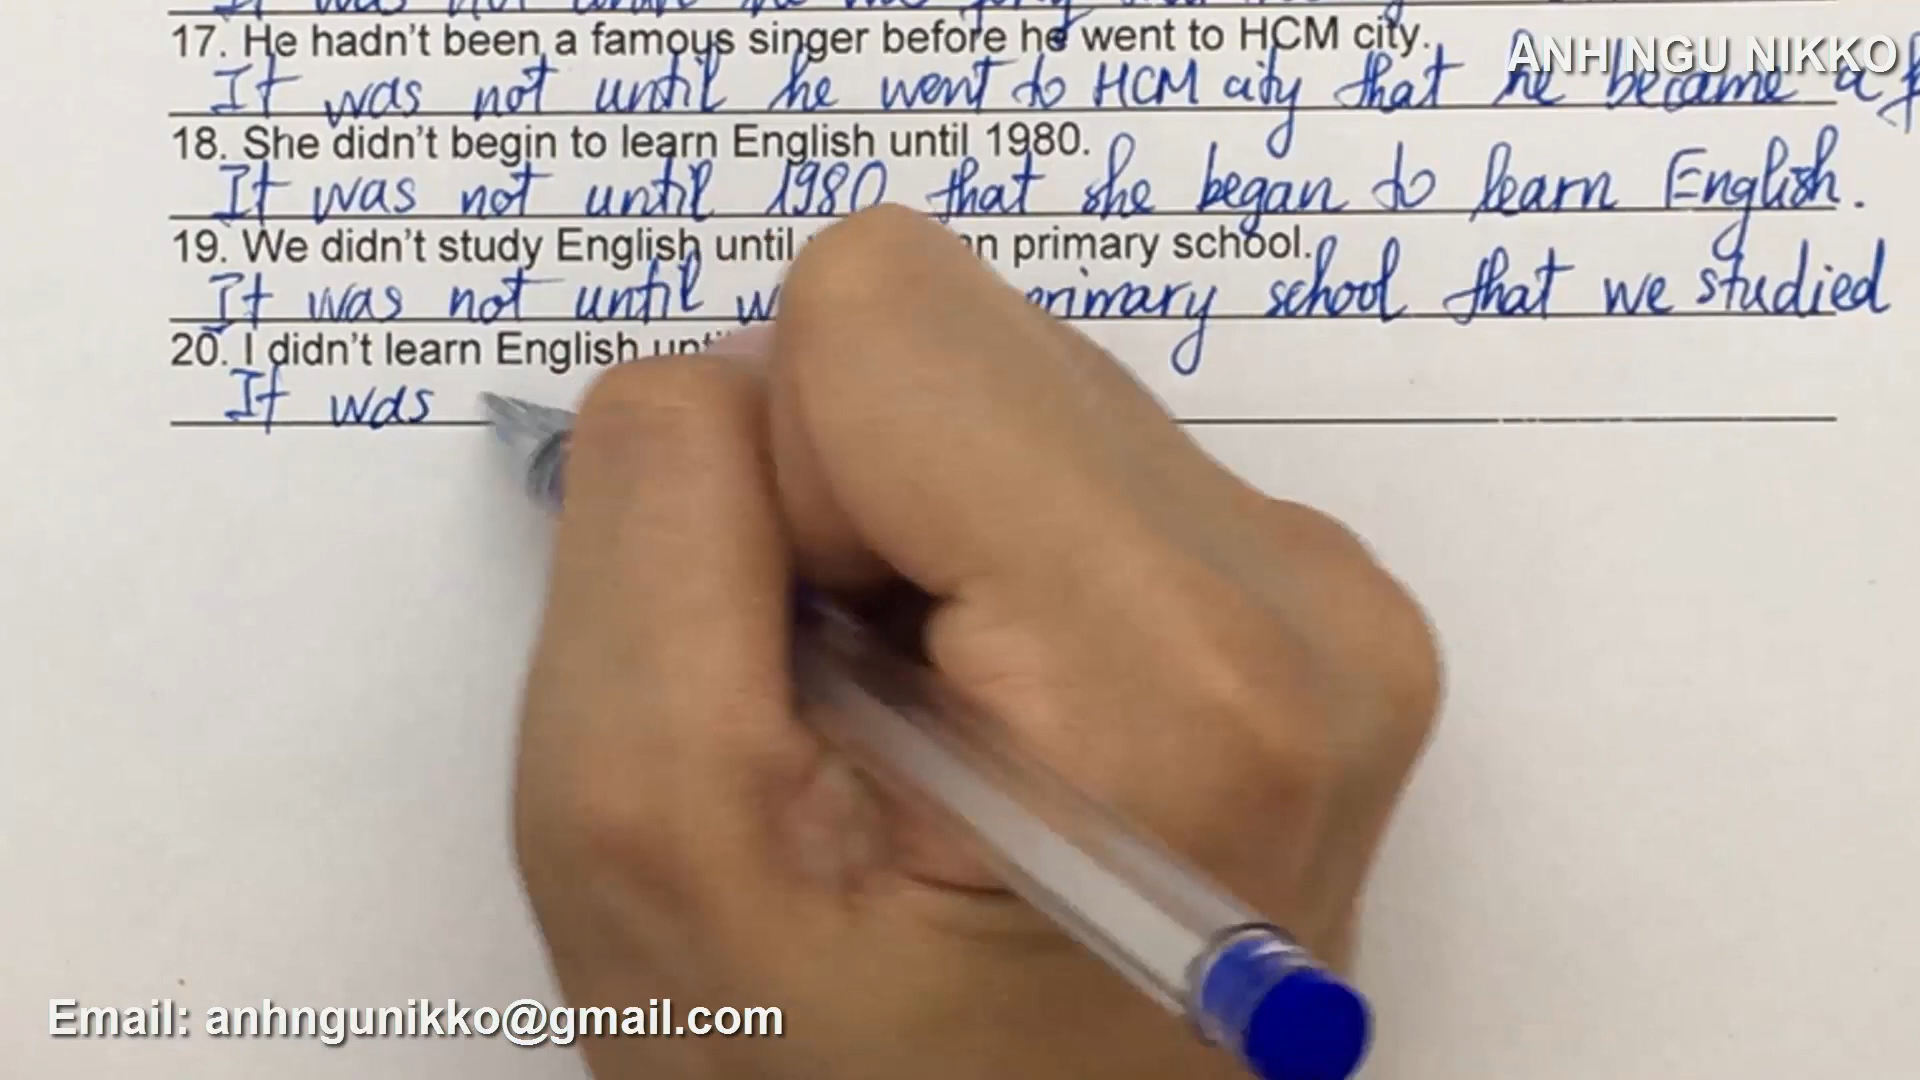 17. He hadn't been a famous singer before he went to HCM city.
ANH NGU NIKKO
It was not until he went to HCM city that he became a f
18. She didn't begin to learn English until 1980.
It was not until 1980 that she began to learn English.
19. We didn't study English until primary school.
It was not until primary school that we studied
20. I didn't learn English
It was
Email: anhngunikko@gmail.com